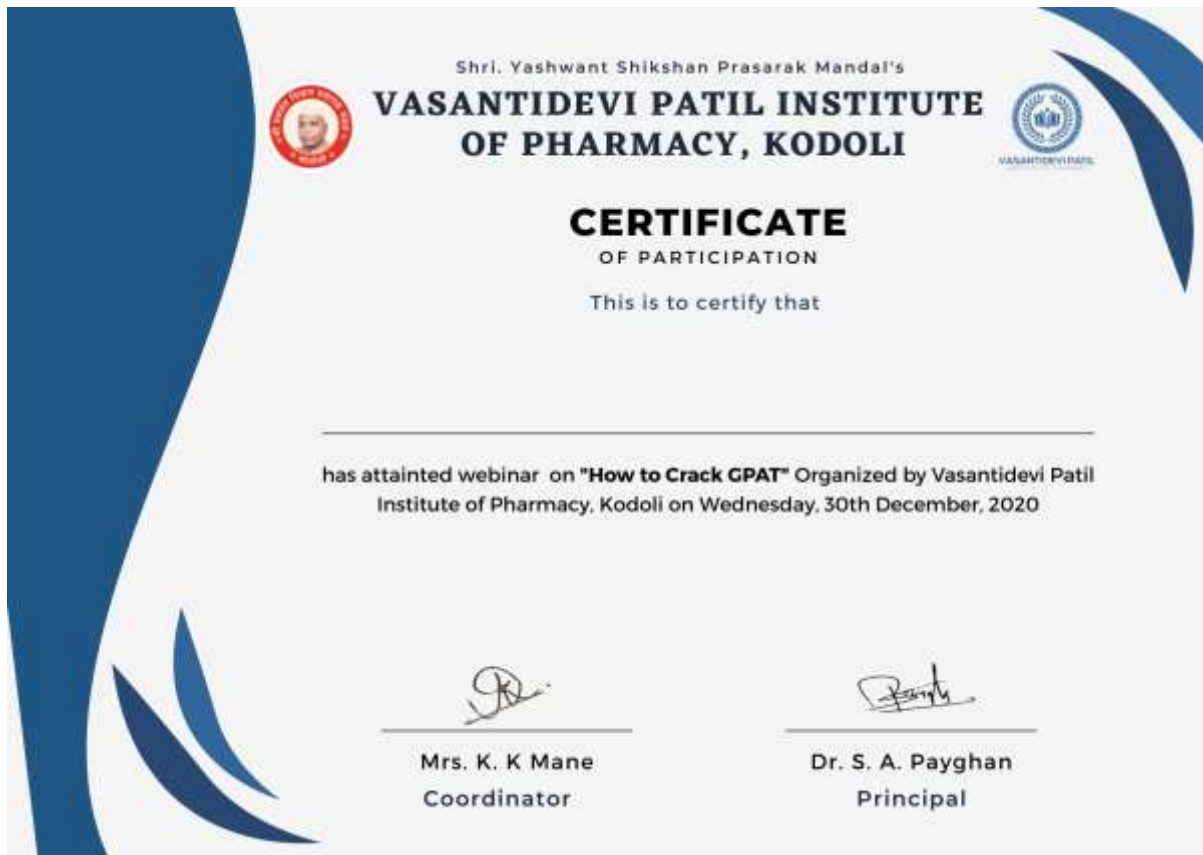 Shri. Yashwant Shikshan Prasarak Mandal's
VASANTIDEVI PATIL INSTITUTE
OF PHARMACY, KODOLI
VASANTIDEVI PATIL
CERTIFICATE
OF PARTICIPATION
This is to certify that
has attainted webinar on "How to Crack GPAT" Organized by Vasantidevi Patil
Institute of Pharmacy, Kodoli on Wednesday, 30th December, 2020
Mrs. K. K Mane
Coordinator
Dr. S. A. Payghan
Principal